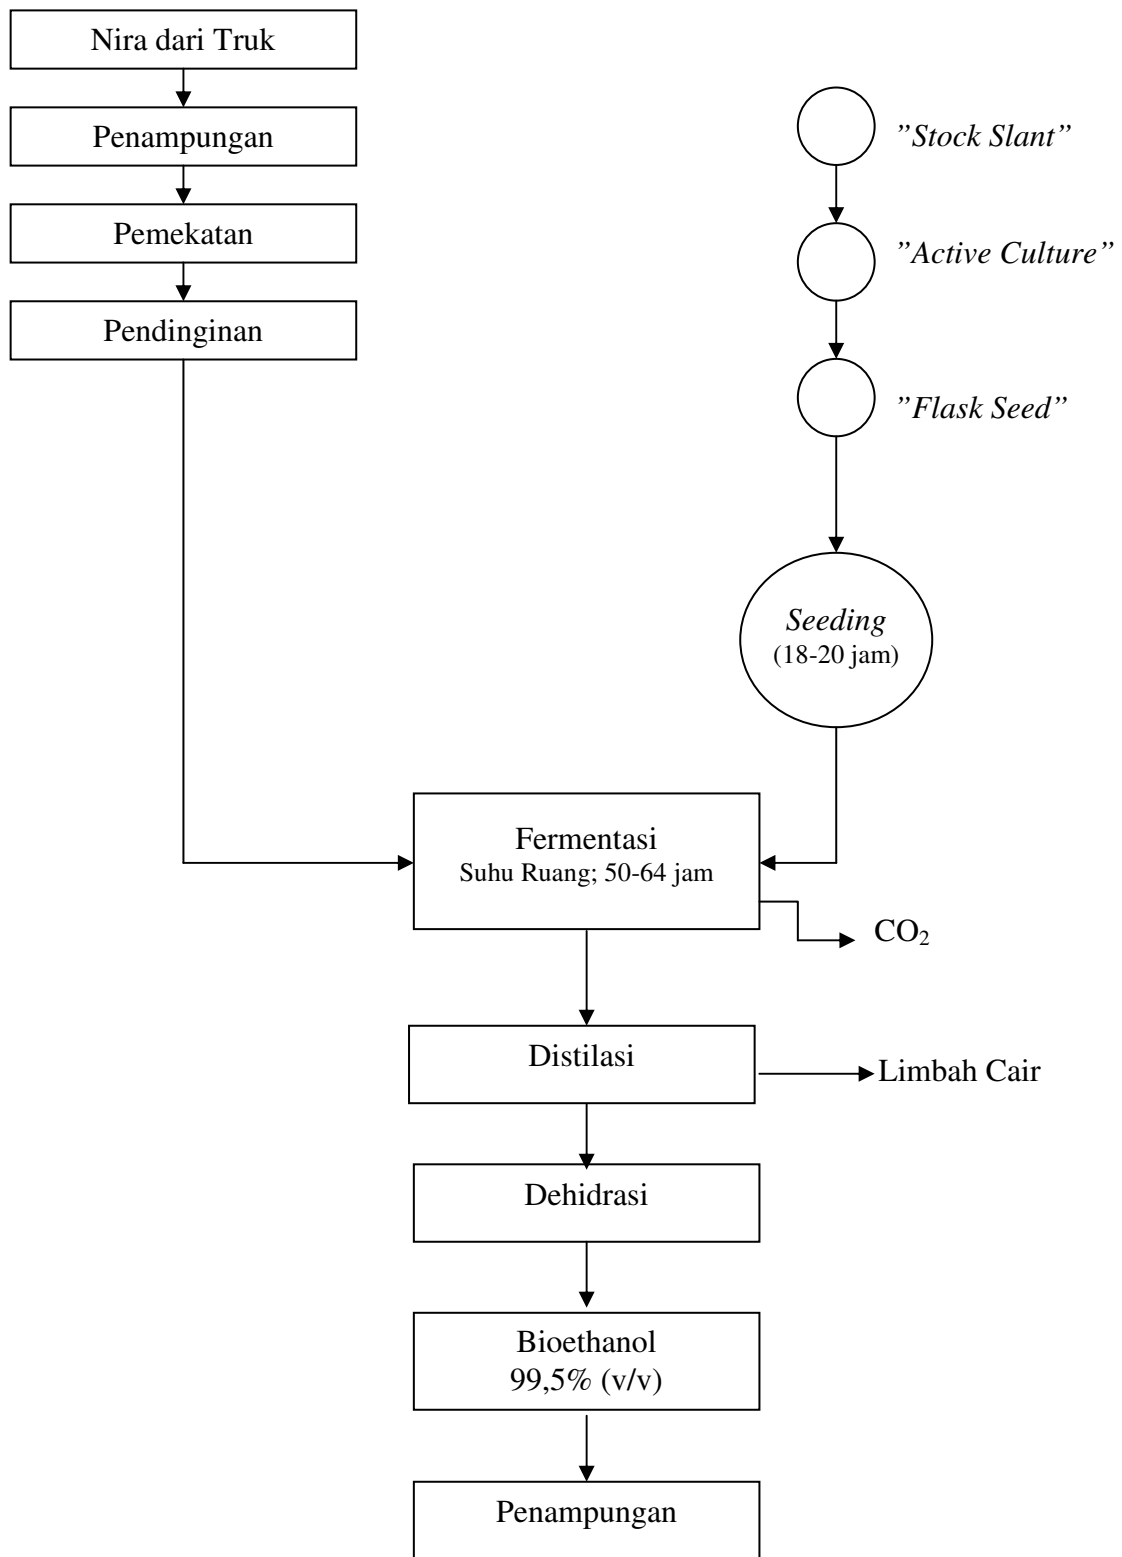 Nira dari Truk
Penampungan
Pemekatan
Pendinginan
”Stock Slant”
”Active Culture”
”Flask Seed”
Seeding
(18-20 jam)
Fermentasi
Suhu Ruang; 50-64 jam
CO₂
Distilasi
Limbah Cair
Dehidrasi
Bioethanol
99,5% (v/v)
Penampungan